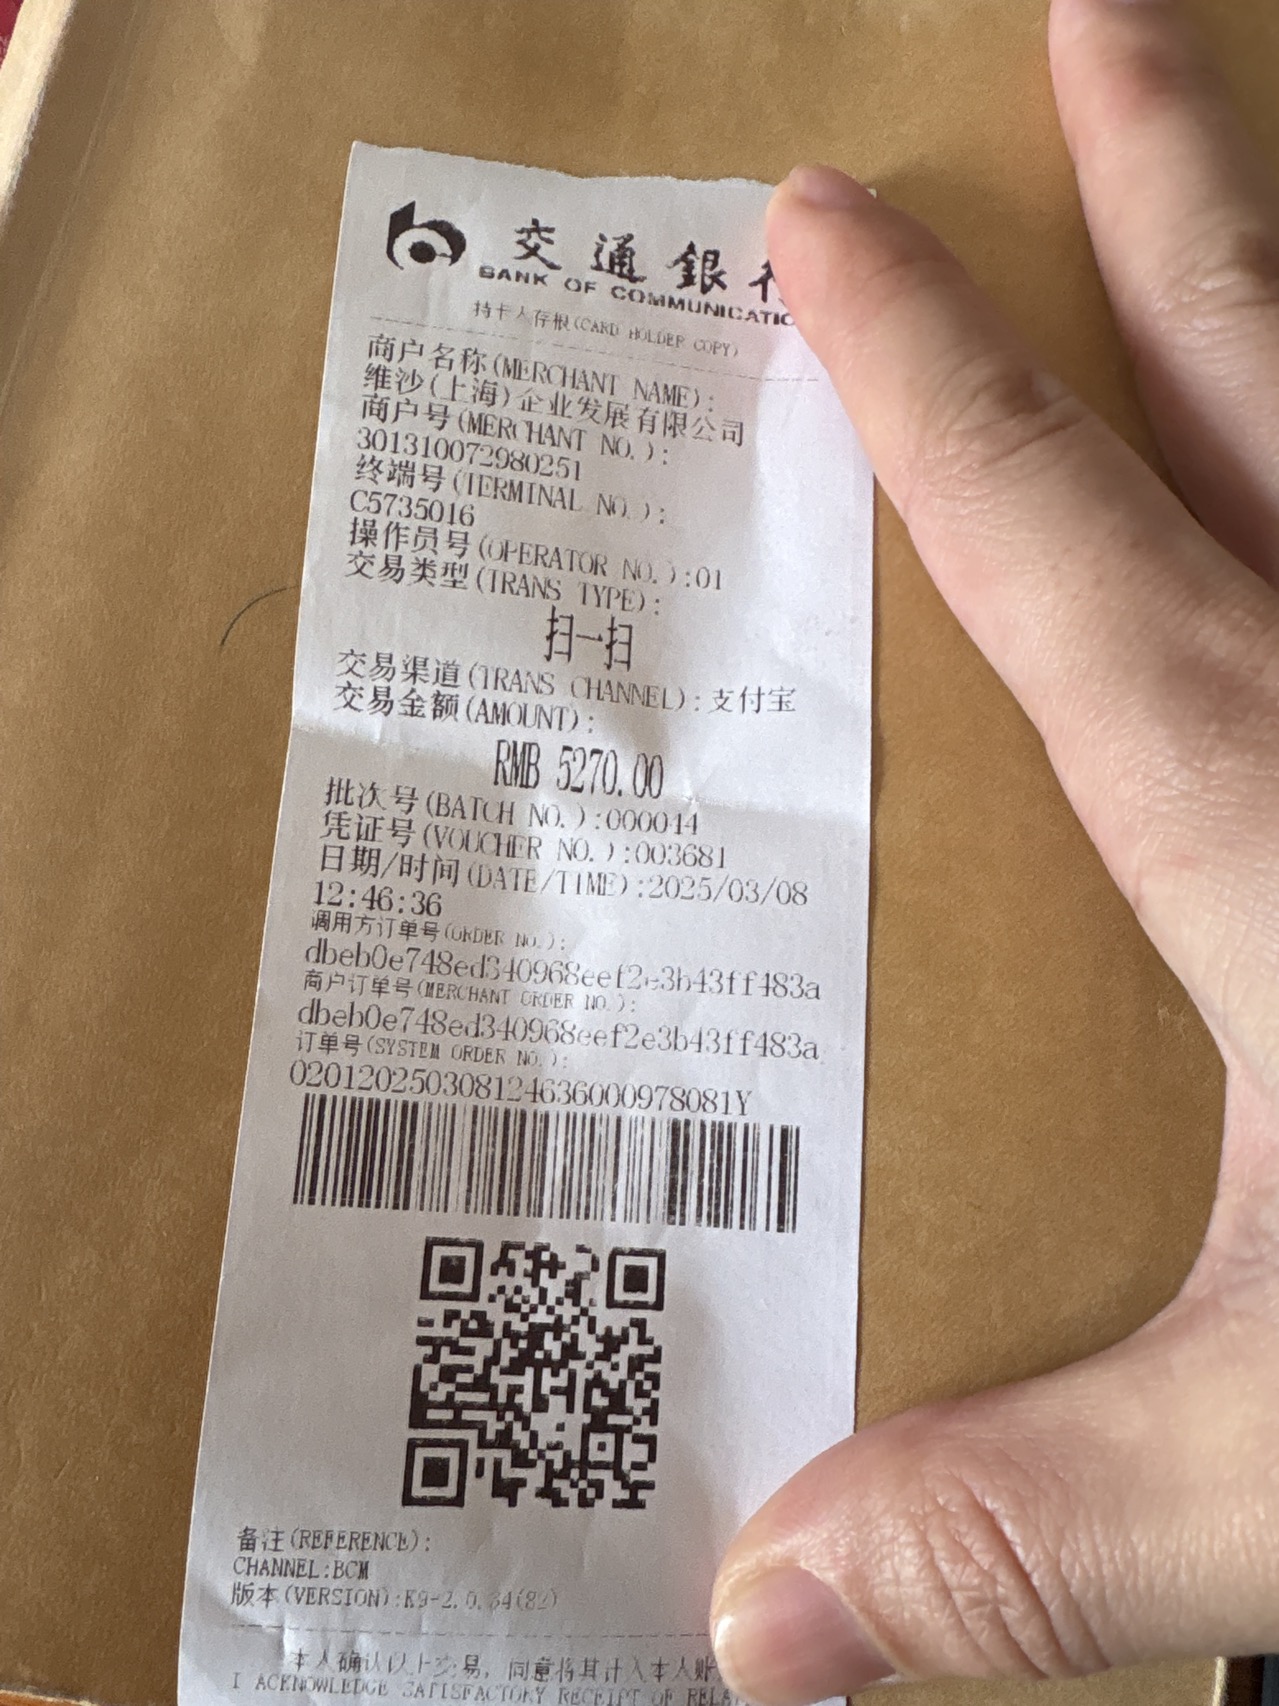 交通銀
BANK OF COMMUNICATIO
持卡人存根(CARD HOLDER COPY)
商户名称(MERCHANT NAME):
维沙(上海)企业发展有限公司
商户号(MERCHANT NO.):
301310072980251
终端号(TERMINAL NO.):
C5735016
操作员号(OPERATOR NO.):01
交易类型(TRANS TYPE):
扫一扫
交易渠道(TRANS CHANNEL):支付宝
交易金额(AMOUNT):
RMB 5270.00
批次号(BATCH NO.):000044
凭证号(VOUCHER NO.):003681
日期/时间(DATE/TIME):2025/03/08
12:46:36
调用方订单号(ORDER NO.):
dbeb0e748ed340968eef2e3b43ff483a
商户订单号(MERCHANT ORDER NO.):
dbeb0e748ed340968eef2e3b43ff483a
订单号(SYSTEM ORDER NO.):
02012025030812463600097808​1Y
备注(REFERENCE):
CHANNEL:BCM
版本(VERSION):K9-2.0.34(82)
本人确认以上交易,同意将其计入本人账
I ACKNOWLEDGE SATISFACTORY RECEIPT OF